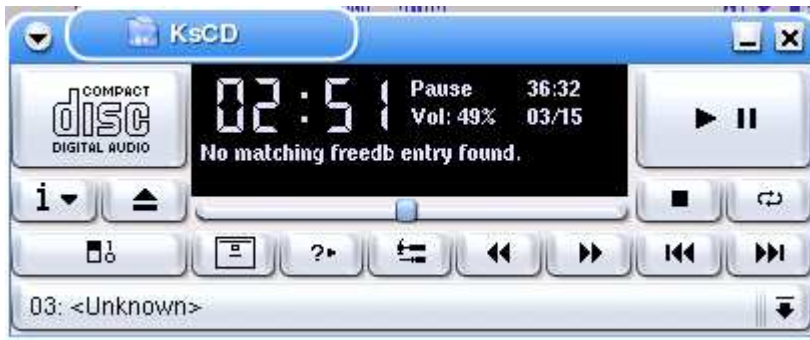 KsCD
COMPACT
disc
DIGITAL AUDIO
02:51
Pause 36:32
Vol: 49% 03/15
No matching freedb entry found.
i
?
03: <Unknown>